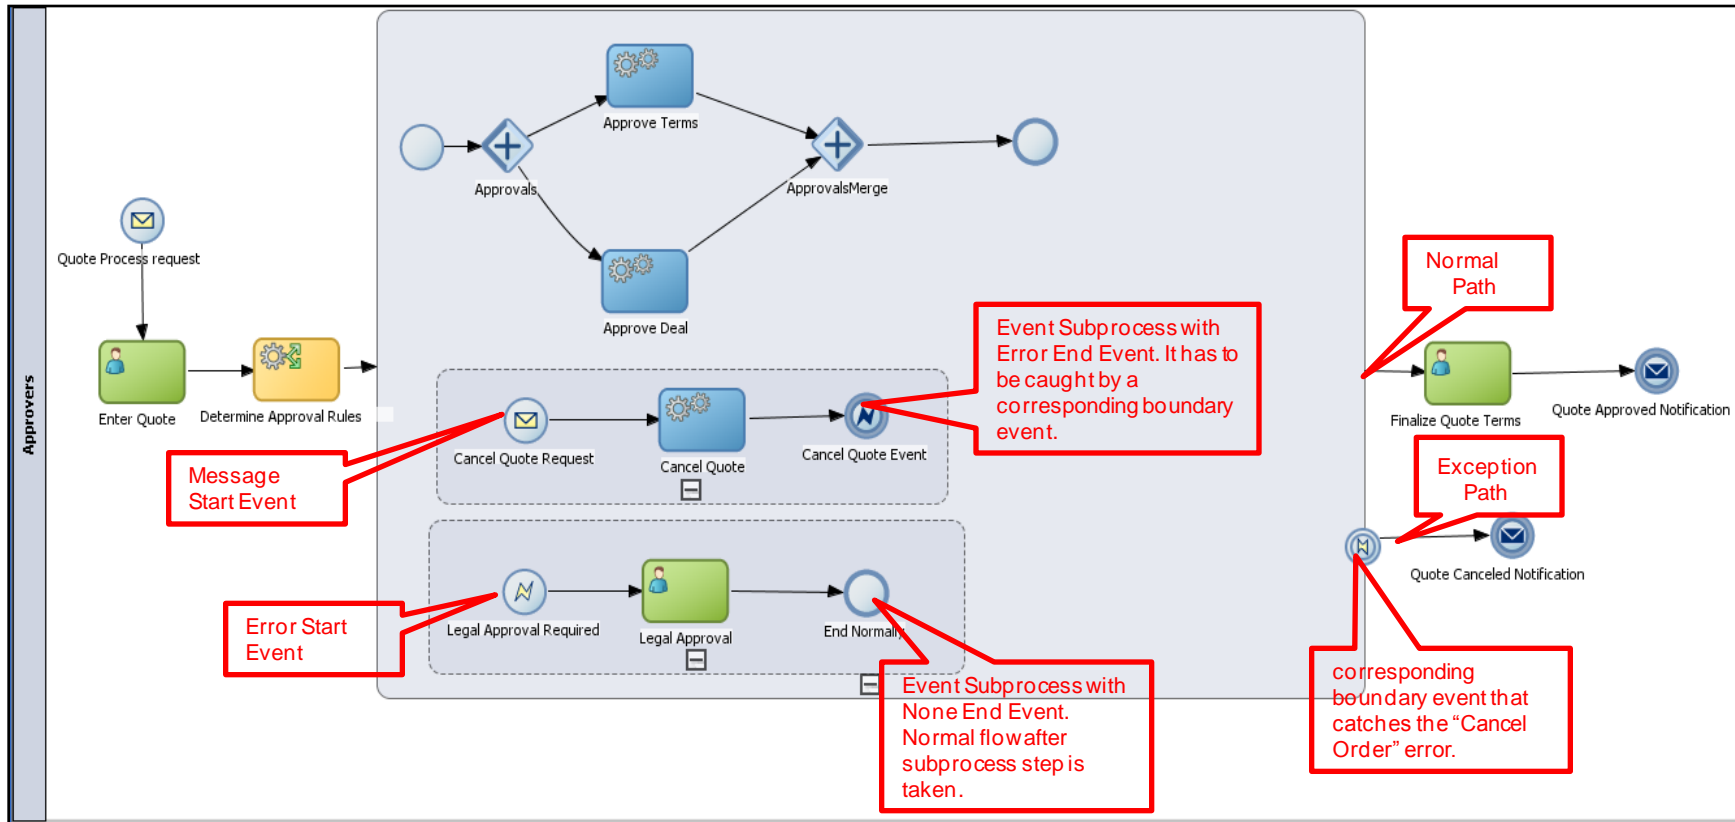 Approvers
Quote Process request
Enter Quote
Determine Approval Rules
Approvals
Approve Terms
Approve Deal
ApprovalsMerge
Cancel Quote Request
Cancel Quote
Cancel Quote Event
Message
Start Event
Event Subprocess with
Error End Event. It has to
be caught by a
corresponding boundary
event.
Legal Approval Required
Legal Approval
End Normally
Error Start
Event
Event Subprocess with
None End Event.
Normal flow after
subprocess step is
taken.
Normal
Path
Finalize Quote Terms
Quote Approved Notification
Exception
Path
Quote Canceled Notification
corresponding
boundary event that
catches the “Cancel
Order” error.